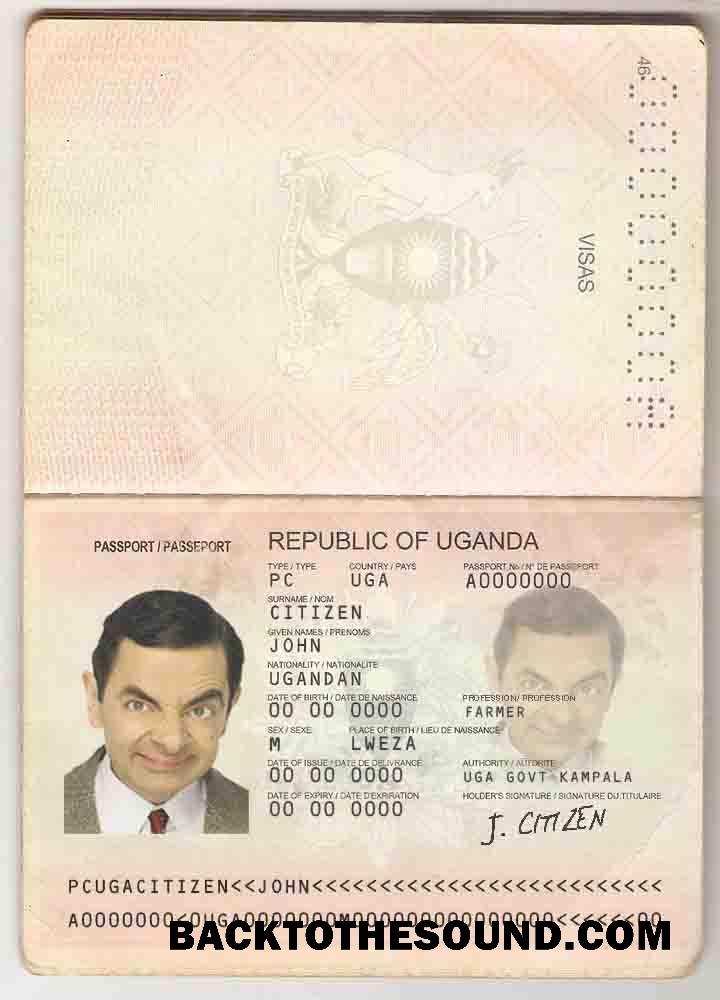 46
VISAS
PASSPORT / PASSEPORT
REPUBLIC OF UGANDA
TYPE / TYPE COUNTRY / PAYS PASSPORT No / N° DE PASSEPORT
PC UGA A0000000
SURNAME / NOM
CITIZEN
GIVEN NAMES / PRENOMS
JOHN
NATIONALITY / NATIONALITE
UGANDAN
DATE OF BIRTH / DATE DE NAISSANCE PROFESSION / PROFESSION
00 00 0000 FARMER
SEX / SEXE PLACE OF BIRTH / LIEU DE NAISSANCE
M LWEZA
DATE OF ISSUE / DATE DE DELIVRANCE AUTHORITY / AUTORITE
00 00 0000 UGA GOVT KAMPALA
DATE OF EXPIRY / DATE D'EXPIRATION HOLDER'S SIGNATURE / SIGNATURE DU TITULAIRE
00 00 0000 J. CITIZEN
PCUGACITIZEN<<JOHN<<<<<<<<<<<<<<<<<<<<<<<<<<
BACKTOTHESOUND.COM